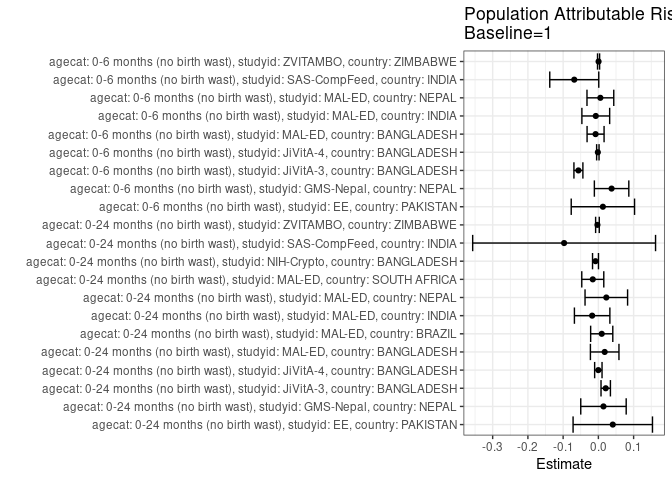 Population Attributable Ris
Baseline=1
agecat: 0-6 months (no birth wast), studyid: ZVITAMBO, country: ZIMBABWE
agecat: 0-6 months (no birth wast), studyid: SAS-CompFeed, country: INDIA
agecat: 0-6 months (no birth wast), studyid: MAL-ED, country: NEPAL
agecat: 0-6 months (no birth wast), studyid: MAL-ED, country: INDIA
agecat: 0-6 months (no birth wast), studyid: MAL-ED, country: BANGLADESH
agecat: 0-6 months (no birth wast), studyid: JiVitA-4, country: BANGLADESH
agecat: 0-6 months (no birth wast), studyid: JiVitA-3, country: BANGLADESH
agecat: 0-6 months (no birth wast), studyid: GMS-Nepal, country: NEPAL
agecat: 0-6 months (no birth wast), studyid: EE, country: PAKISTAN
agecat: 0-24 months (no birth wast), studyid: ZVITAMBO, country: ZIMBABWE
agecat: 0-24 months (no birth wast), studyid: SAS-CompFeed, country: INDIA
agecat: 0-24 months (no birth wast), studyid: NIH-Crypto, country: BANGLADESH
agecat: 0-24 months (no birth wast), studyid: MAL-ED, country: SOUTH AFRICA
agecat: 0-24 months (no birth wast), studyid: MAL-ED, country: NEPAL
agecat: 0-24 months (no birth wast), studyid: MAL-ED, country: INDIA
agecat: 0-24 months (no birth wast), studyid: MAL-ED, country: BRAZIL
agecat: 0-24 months (no birth wast), studyid: MAL-ED, country: BANGLADESH
agecat: 0-24 months (no birth wast), studyid: JiVitA-4, country: BANGLADESH
agecat: 0-24 months (no birth wast), studyid: JiVitA-3, country: BANGLADESH
agecat: 0-24 months (no birth wast), studyid: GMS-Nepal, country: NEPAL
agecat: 0-24 months (no birth wast), studyid: EE, country: PAKISTAN
-0.3 -0.2 -0.1 0.0 0.1
Estimate